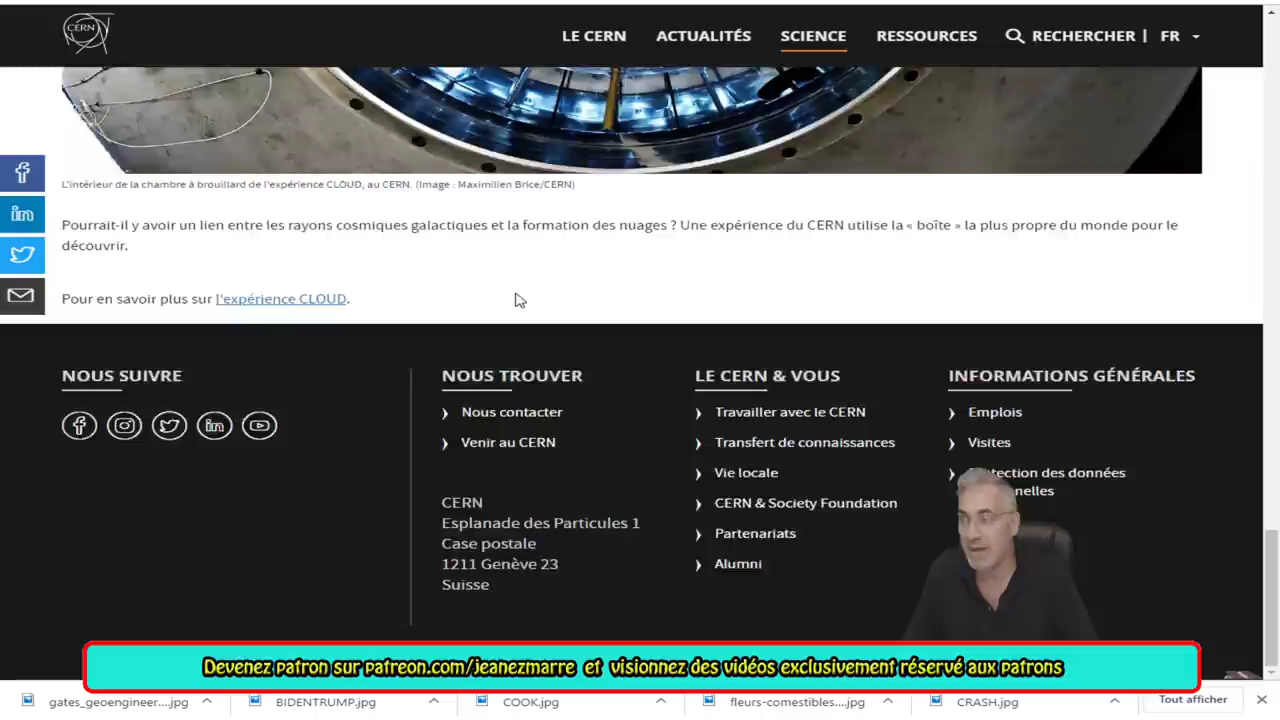 CERN
LE CERN ACTUALITÉS SCIENCE RESSOURCES RECHERCHER | FR
L'intérieur de la chambre à brouillard de l'expérience CLOUD, au CERN. (Image : Maximilien Brice/CERN)
Pourrait-il y avoir un lien entre les rayons cosmiques galactiques et la formation des nuages ? Une expérience du CERN utilise la « boîte » la plus propre du monde pour le
découvrir.
Pour en savoir plus sur l'expérience CLOUD.
NOUS SUIVRE
NOUS TROUVER
Nous contacter
Venir au CERN
CERN
Esplanade des Particules 1
Case postale
1211 Genève 23
Suisse
LE CERN & VOUS
Travailler avec le CERN
Transfert de connaissances
Vie locale
CERN & Society Foundation
Partenariats
Alumni
INFORMATIONS GÉNÉRALES
Emplois
Visites
des données
Devenez patron sur patreon.com/jeanezmarre et visionnez des vidéos exclusivement réservé aux patrons
gates_geoengineer....jpg BIDENTRUMP.jpg COOK.jpg fleurs-comestibles....jpg CRASH.jpg Tout afficher